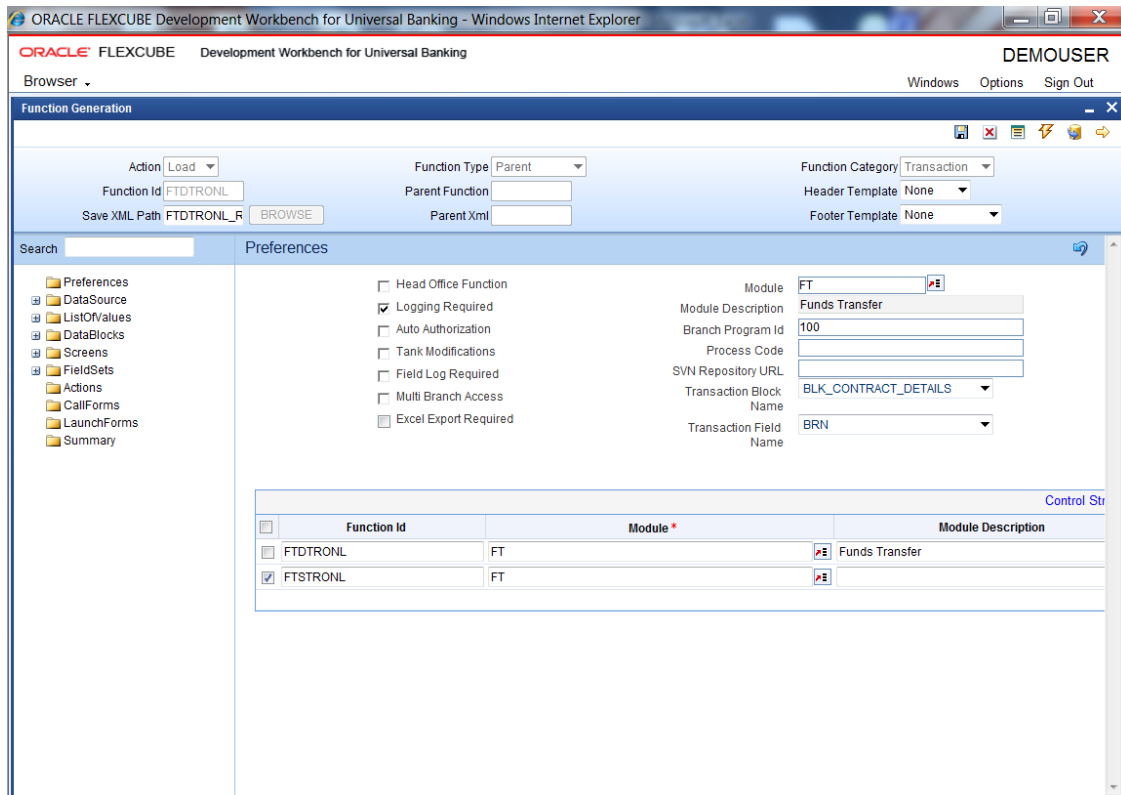 ORACLE FLEXCUBE Development Workbench for Universal Banking - Windows Internet Explorer
ORACLE FLEXCUBE Development Workbench for Universal Banking DEMOUSER
Browser Windows Options Sign Out
Function Generation
Action Load Function Type Parent Function Category Transaction
Function Id FTDTRONL Parent Function Header Template None
Save XML Path FTDTRONL_R BROWSE Parent Xml Footer Template None
Search Preferences
Preferences
DataSource
ListOfValues
DataBlocks
Screens
FieldSets
Actions
CallForms
LaunchForms
Summary
Head Office Function
Logging Required
Auto Authorization
Tank Modifications
Field Log Required
Multi Branch Access
Excel Export Required
Module FT
Module Description Funds Transfer
Branch Program Id 100
Process Code
SVN Repository URL
Transaction Block Name BLK_CONTRACT_DETAILS
Transaction Field Name BRN
Control Str
Function Id Module * Module Description
FTDTRONL FT Funds Transfer
FTSTRONL FT